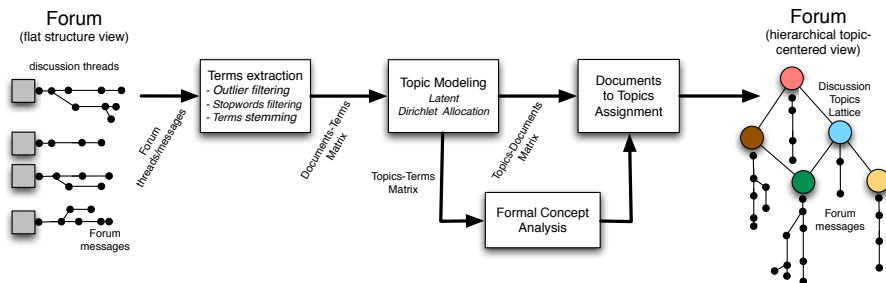 Forum
(flat structure view)
discussion threads
Forum
messages
Forum
threads/messages
Terms extraction
- Outlier filtering
- Stopwords filtering
- Terms stemming
Documents-Terms
Matrix
Topic Modeling
Latent
Dirichlet Allocation
Topics-Terms
Matrix
Topics-Documents
Matrix
Formal Concept
Analysis
Documents
to Topics
Assignment
Forum
(hierarchical topic-
centered view)
Discussion
Topics
Lattice
Forum
messages